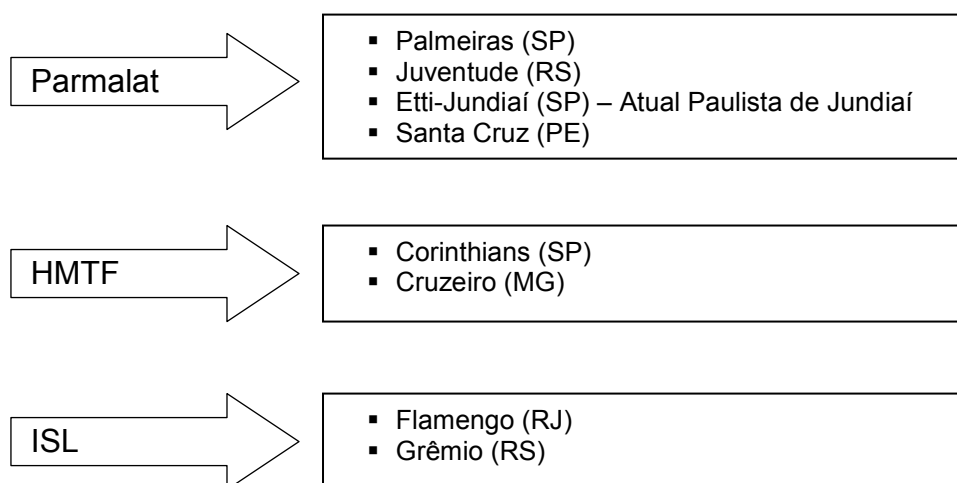 Parmalat
▪ Palmeiras (SP)
▪ Juventude (RS)
▪ Etti-Jundiaí (SP) – Atual Paulista de Jundiaí
▪ Santa Cruz (PE)
HMTF
▪ Corinthians (SP)
▪ Cruzeiro (MG)
ISL
▪ Flamengo (RJ)
▪ Grêmio (RS)